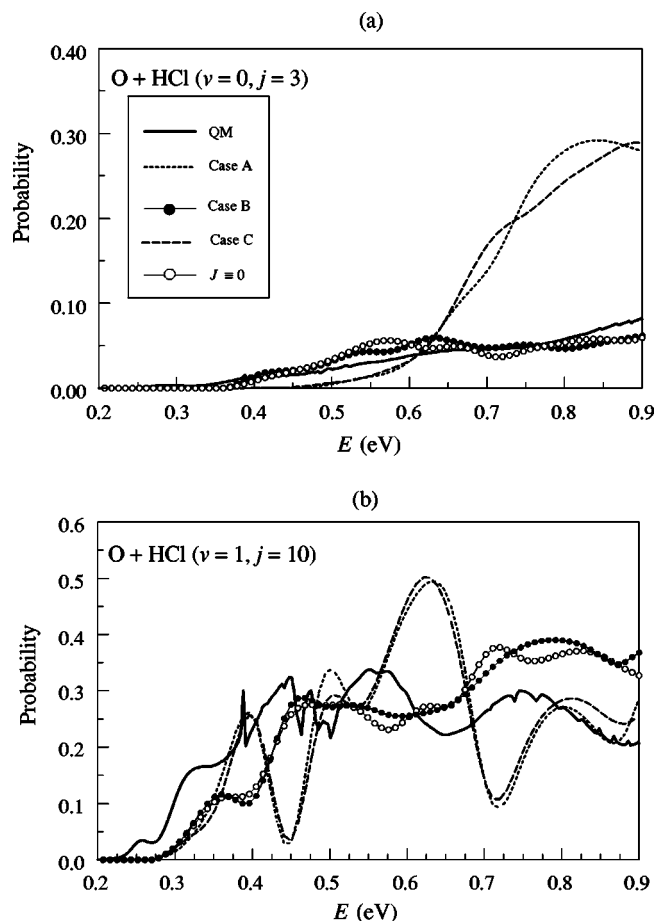 (a)
0.40
O + HCl (v = 0, j = 3)
QM
Case A
Case B
Case C
J ≡ 0
0.30
0.20
0.10
0.00
Probability
0.2 0.3 0.4 0.5 0.6 0.7 0.8 0.9
E (eV)
(b)
0.6
O + HCl (v = 1, j = 10)
0.5
0.4
0.3
0.2
0.1
0.0
Probability
0.2 0.3 0.4 0.5 0.6 0.7 0.8 0.9
E (eV)